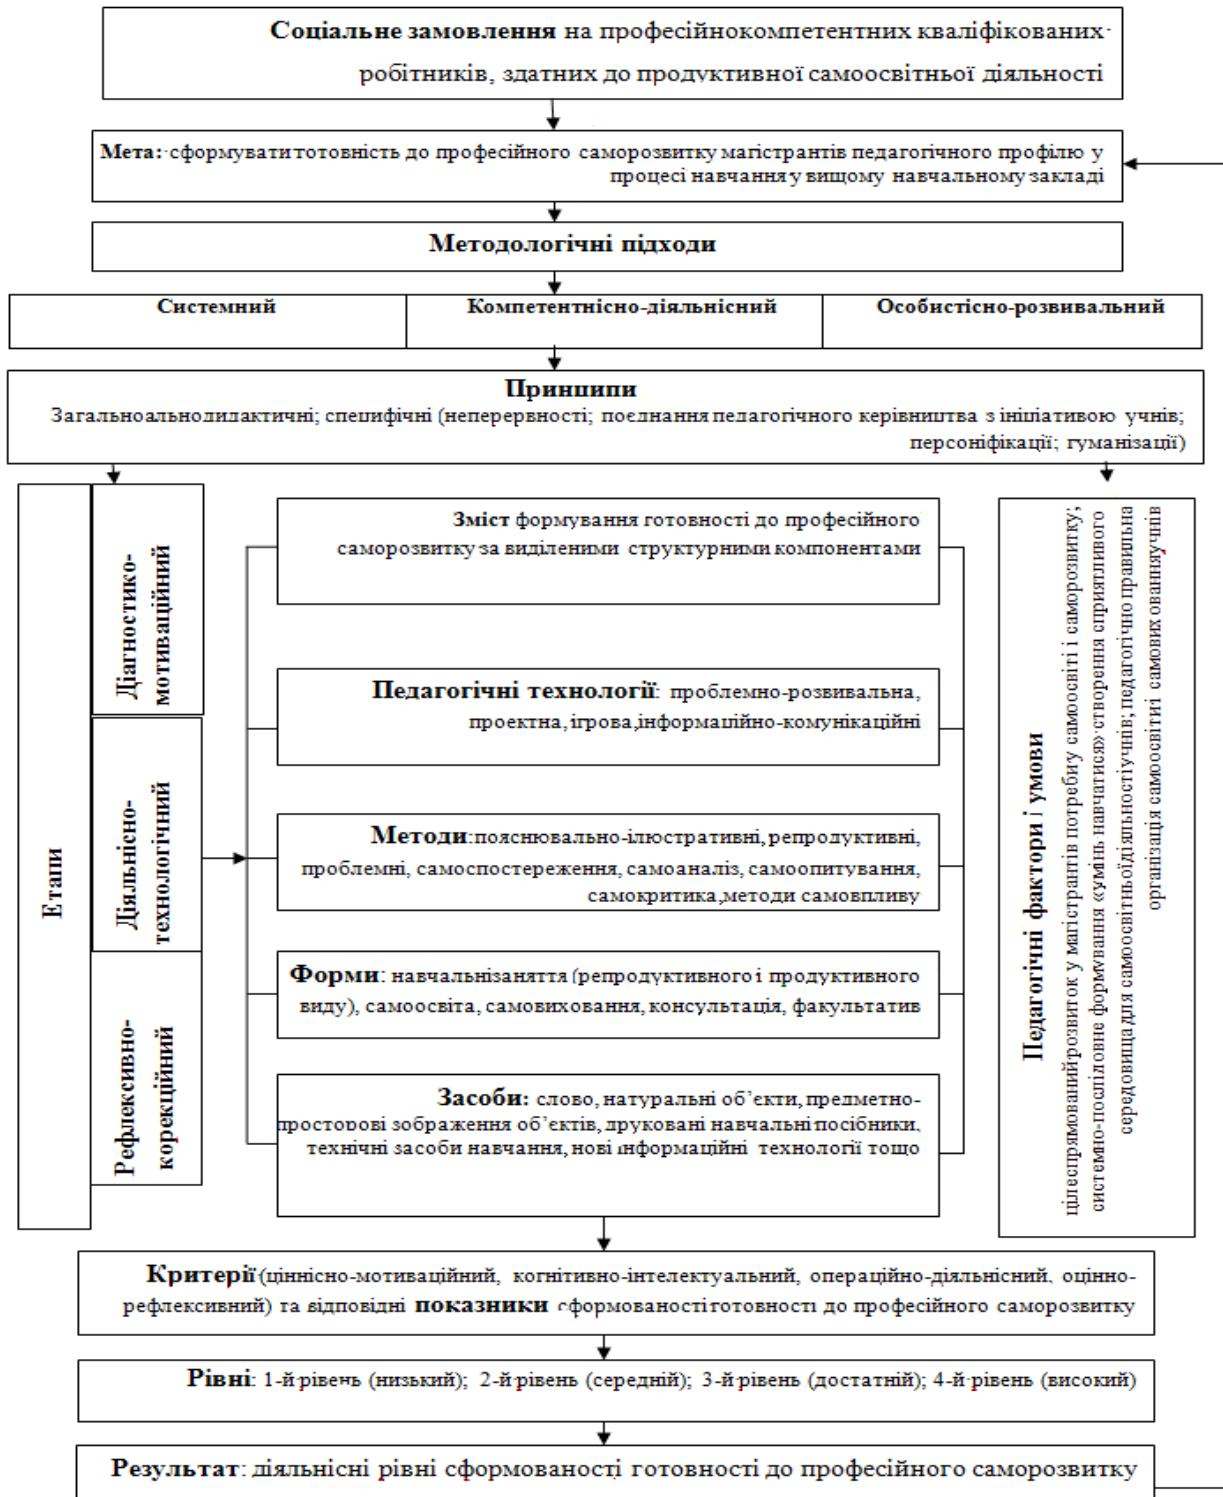 Соціальне замовлення на професійнокомпетентних кваліфікованих
робітників, здатних до продуктивної самоосвітньої діяльності
Мета: сформувати готовність до професійного саморозвитку магістрантів педагогічного профілю у
процесі навчання у вищому навчальному закладі
Методологічні підходи
Системний
Компетентнісно-діяльнісний
Особистісно-розвивальний
Принципи
Загальноальнодидактичні; специфічні (неперервності; поєднання педагогічного керівництва з ініціативою учнів;
персоніфікації; гуманізації)
Етапи
Діагностико-
мотиваційний
Діяльнісно-
технологічний
Рефлексивно-
корекційний
Зміст формування готовності до професійного
саморозвитку за виділеними структурними компонентами
Педагогічні технології: проблемно-розвивальна,
проектна, ігрова,інформаційно-комунікаційні
Методи:пояснювально-ілюстративні, репродуктивні,
проблемні, самоспостереження, самоаналіз, самоопитування,
самокритика,методи самовпливу
Форми: навчальнізаняття (репродуктивного і продуктивного
виду), самоосвіта, самовиховання, консультація, факультатив
Засоби: слово, натуральні об’єкти, предметно-
просторові зображення об’єктів, друковані навчальні посібники,
технічні засоби навчання, нові інформаційні технології тощо
Педагогічні фактори і умови
цілеспрямований розвиток у магістрантів потреби у самоосвіті і саморозвитку;
системно-послідовне формування «умінь навчатися» створення сприятливого
середовища для самоосвітньої діяльності учнів; педагогічно правильна
організація самоосвіти і самовиховання учнів
Критерії (ціннісно-мотиваційний, когнітивно-інтелектуальний, операційно-діяльнісний, оцінно-
рефлексивний) та відповідні показники сформованості готовності до професійного саморозвитку
Рівні: 1-й рівень (низький); 2-й рівень (середній); 3-й рівень (достатній); 4-й рівень (високий)
Результат: діяльнісні рівні сформованості готовності до професійного саморозвитку